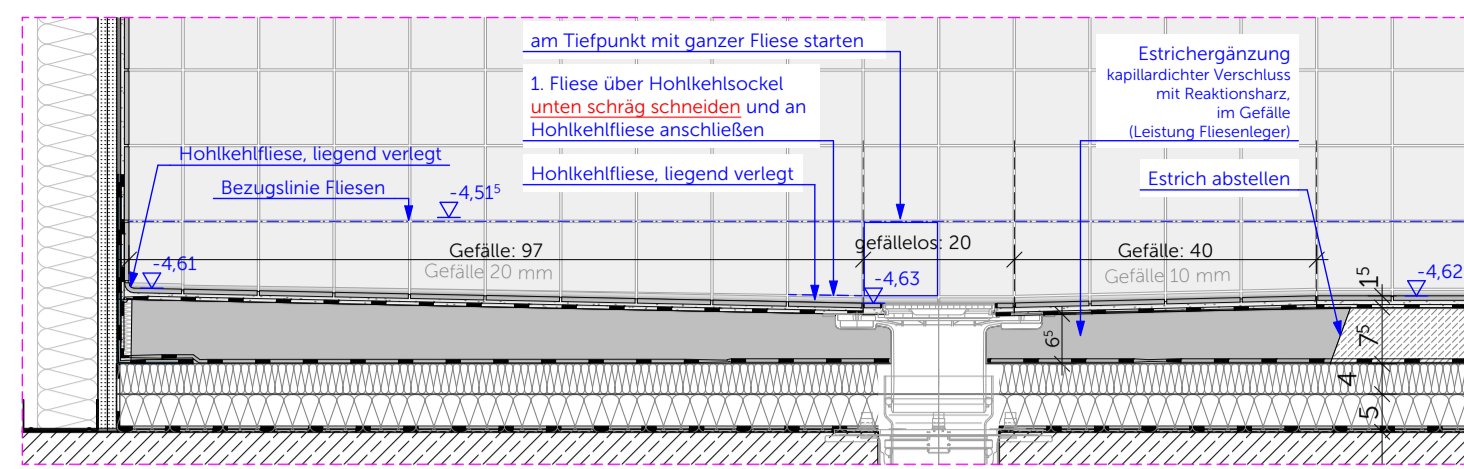 am Tiefpunkt mit ganzer Fliese starten
1. Fliese über Hohlkehlsockel
unten schräg schneiden und an
Hohlkehlfliese anschließen
Hohlkehlfliese, liegend verlegt
Estrichergänzung
kapillardichter Verschluss
mit Reaktionsharz,
im Gefälle
(Leistung Fliesenleger)
Estrich abstellen
Hohlkehlfliese, liegend verlegt
Bezugslinie Fliesen
-4,51⁵
Gefälle: 97
gefällelos: 20
Gefälle: 40
-4,61
Gefälle 20 mm
-4,63
Gefälle 10 mm
-4,62
1⁵
6⁵
7⁵
4
5